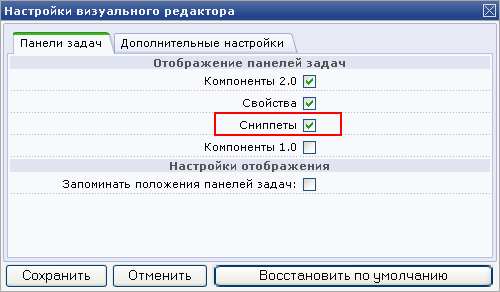 Настройки визуального редактора
Панели задач
Дополнительные настройки
Отображение панелей задач
Компоненты 2.0
Свойства
Сниппеты
Компоненты 1.0
Настройки отображения
Запоминать положения панелей задач:
Сохранить
Отменить
Восстановить по умолчанию